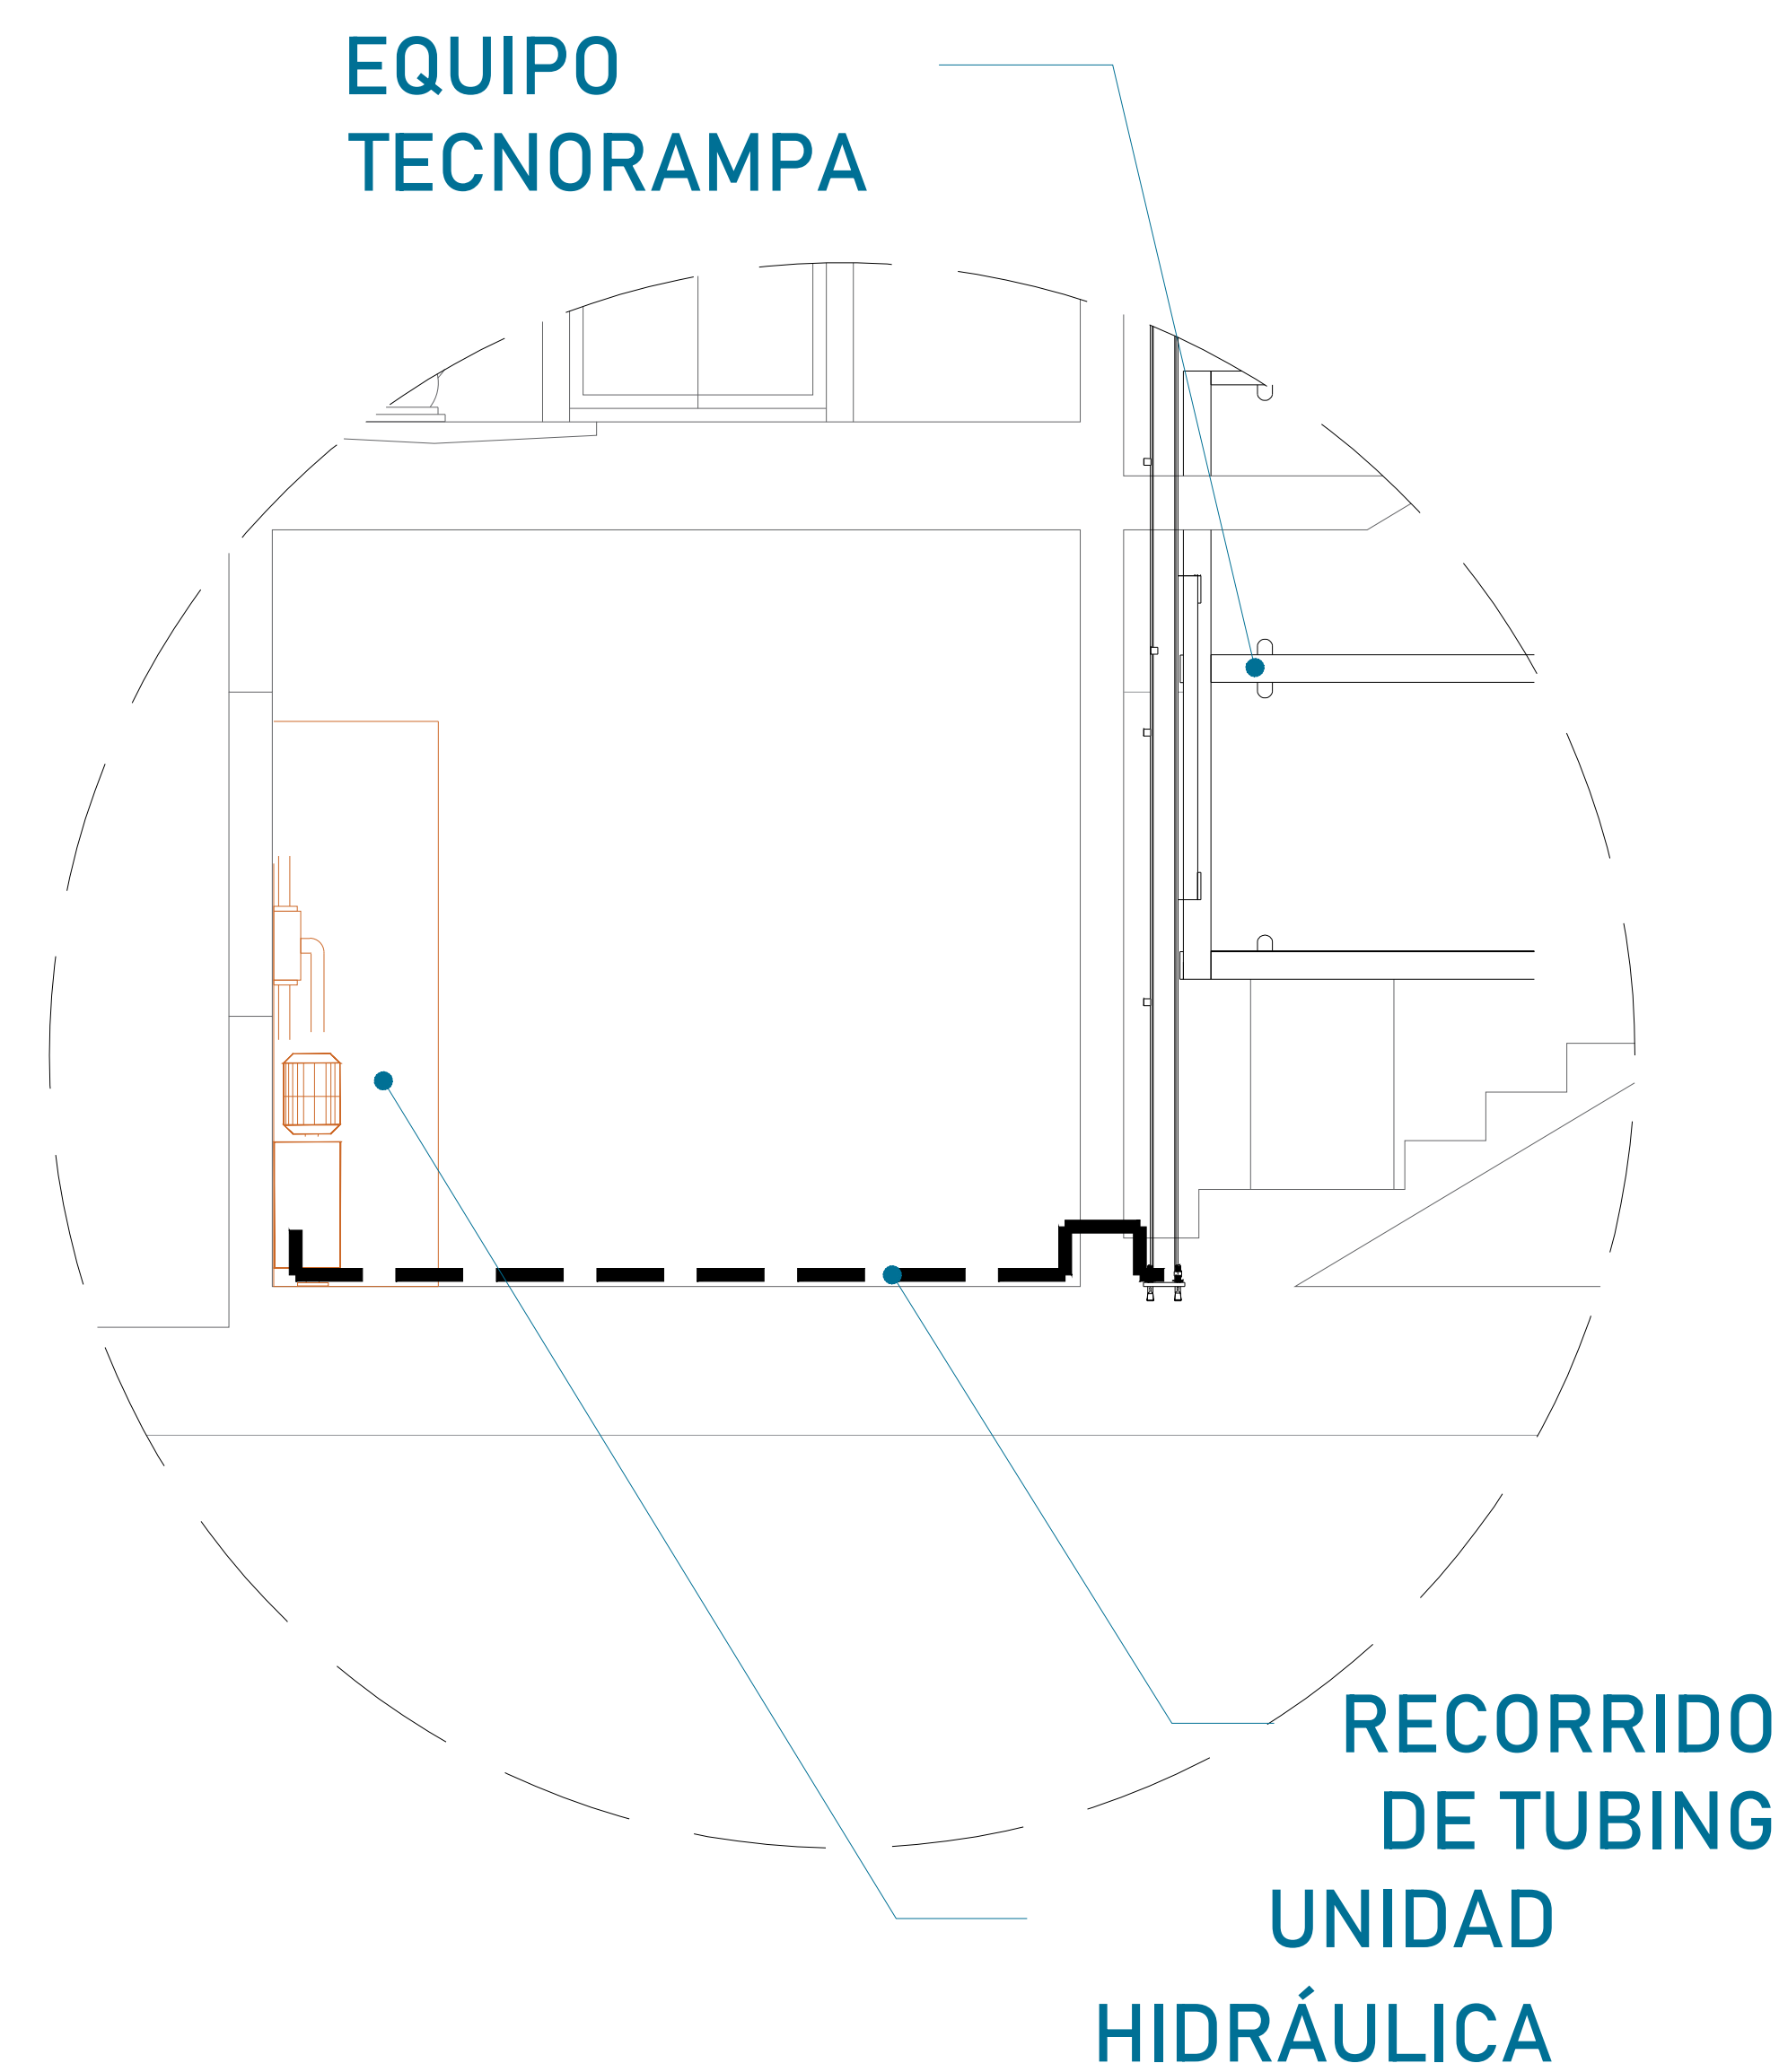 EQUIPO
TECNORAMPA
RECORRIDO
DE TUBING
UNIDAD
HIDRÁULICA